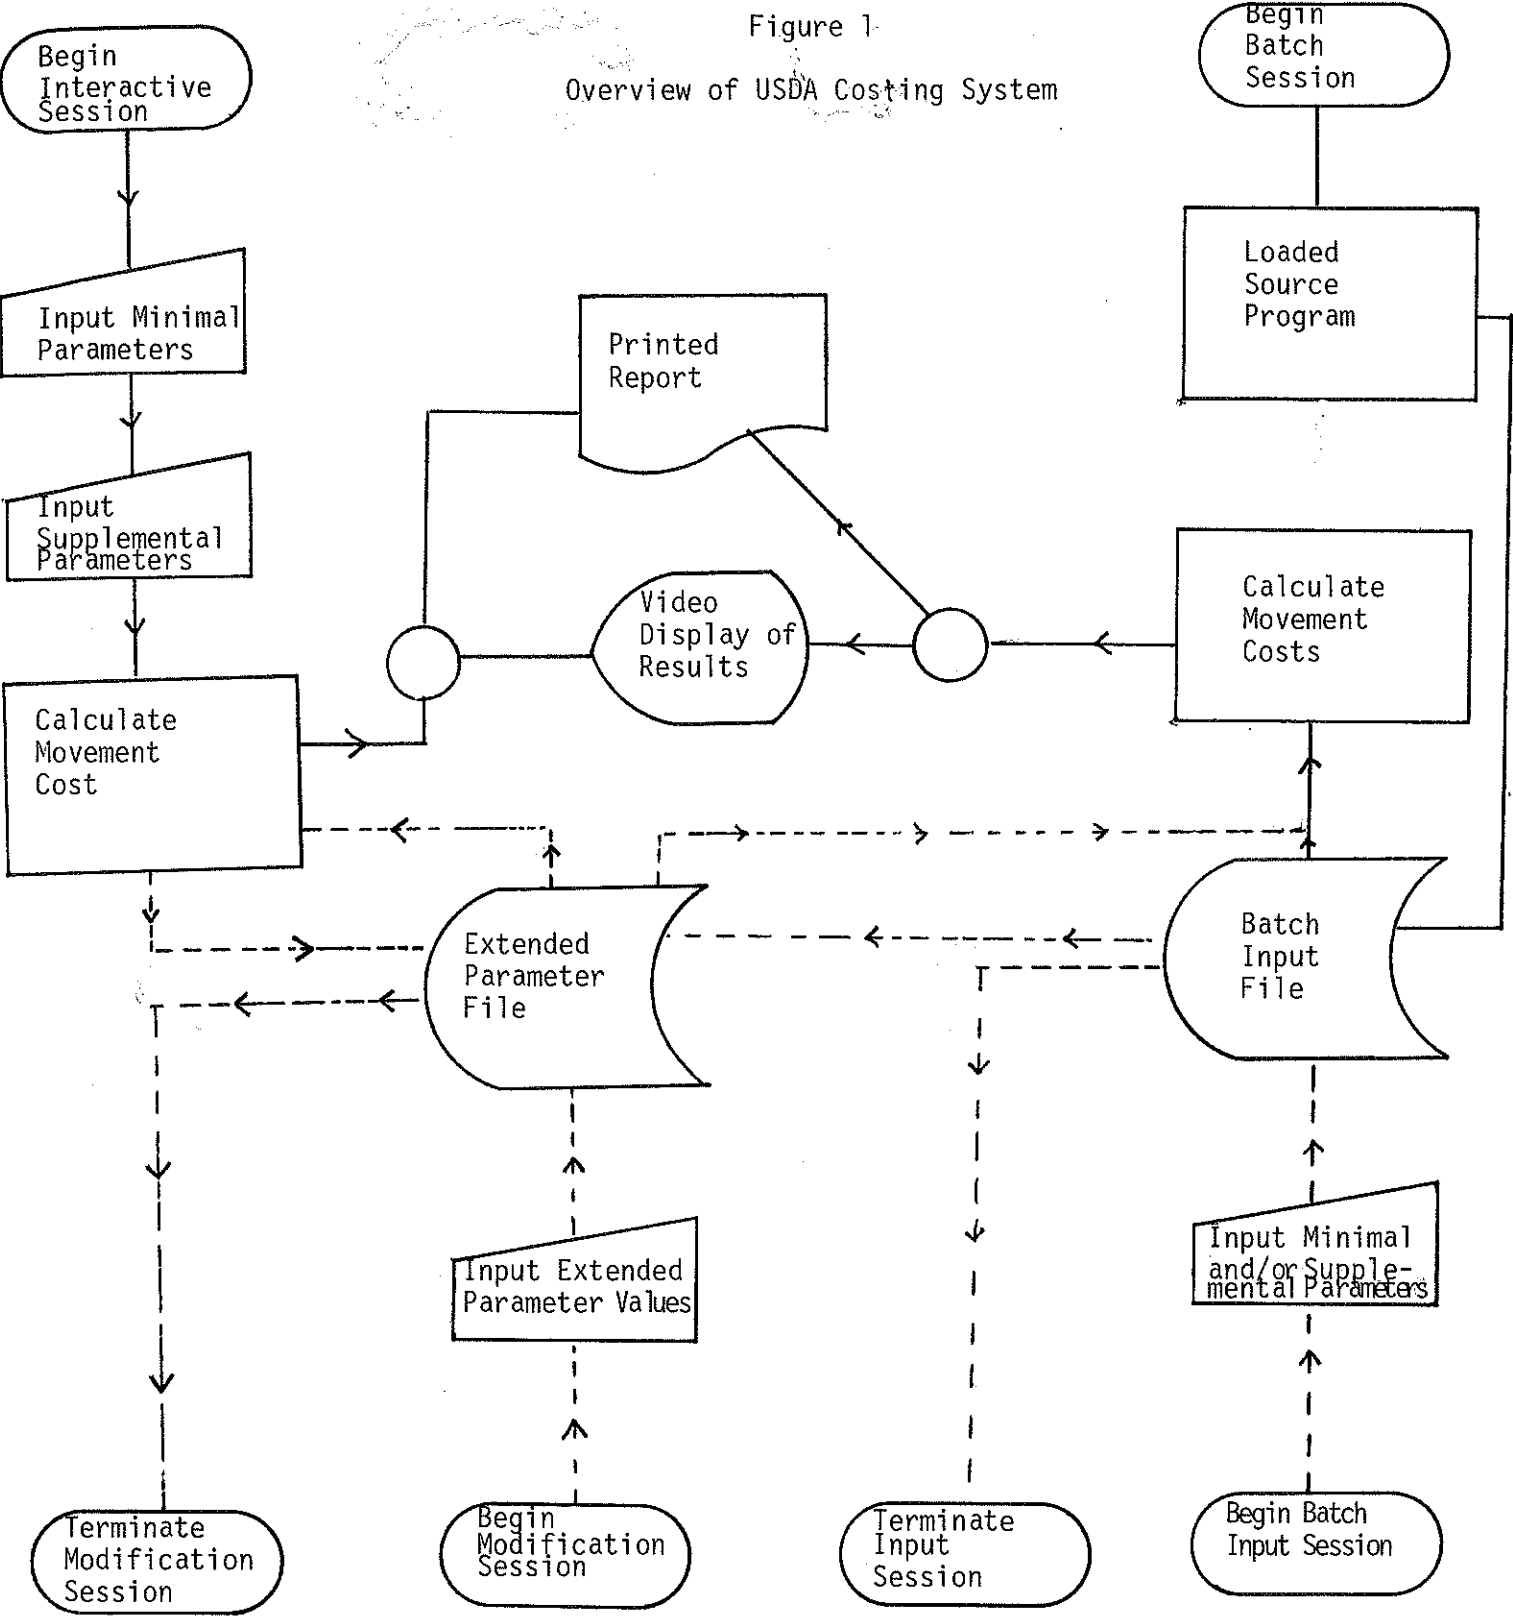 Figure 1
Overview of USDA Costing System
Begin
Interactive
Session
Begin
Batch
Session
Input Minimal
Parameters
Loaded
Source
Program
Printed
Report
Input
Supplemental
Parameters
Video
Display of
Results
Calculate
Movement
Costs
Calculate
Movement
Cost
Extended
Parameter
File
Batch
Input
File
Input Extended
Parameter Values
Input Minimal
and/or Supple-
mental Parameters
Terminate
Modification
Session
Begin
Modification
Session
Terminate
Input
Session
Begin Batch
Input Session